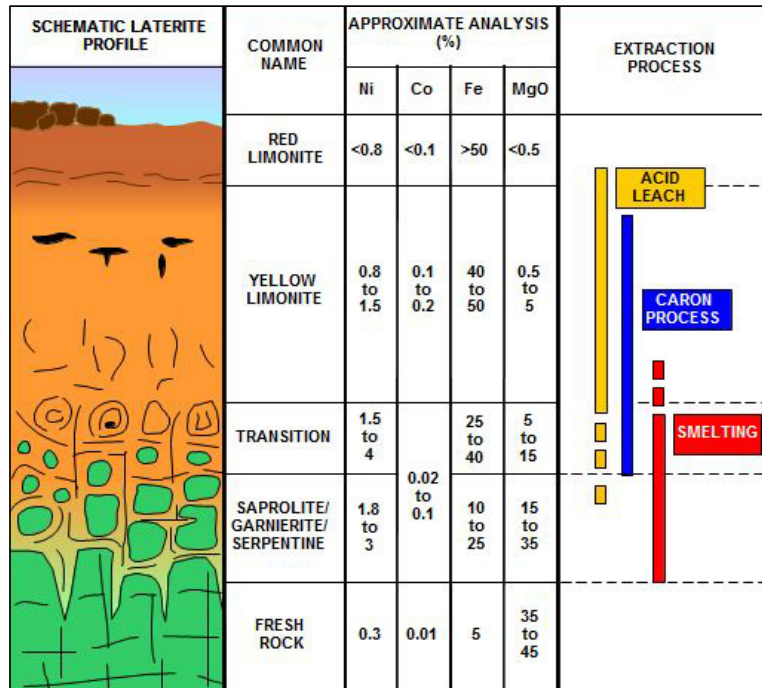 SCHEMATIC LATERITE
PROFILE
COMMON
NAME
APPROXIMATE ANALYSIS
(%)
Ni
Co
Fe
MgO
EXTRACTION
PROCESS
RED
LIMONITE
<0.8
<0.1
>50
<0.5
YELLOW
LIMONITE
0.8
to
1.5
0.1
to
0.2
40
to
50
0.5
to
5
TRANSITION
1.5
to
4
0.02
to
0.1
25
to
40
5
to
15
SAPROLITE/
GARNIERITE/
SERPENTINE
1.8
to
3
10
to
25
15
to
35
FRESH
ROCK
0.3
0.01
5
35
to
45
ACID
LEACH
CARON
PROCESS
SMELTING